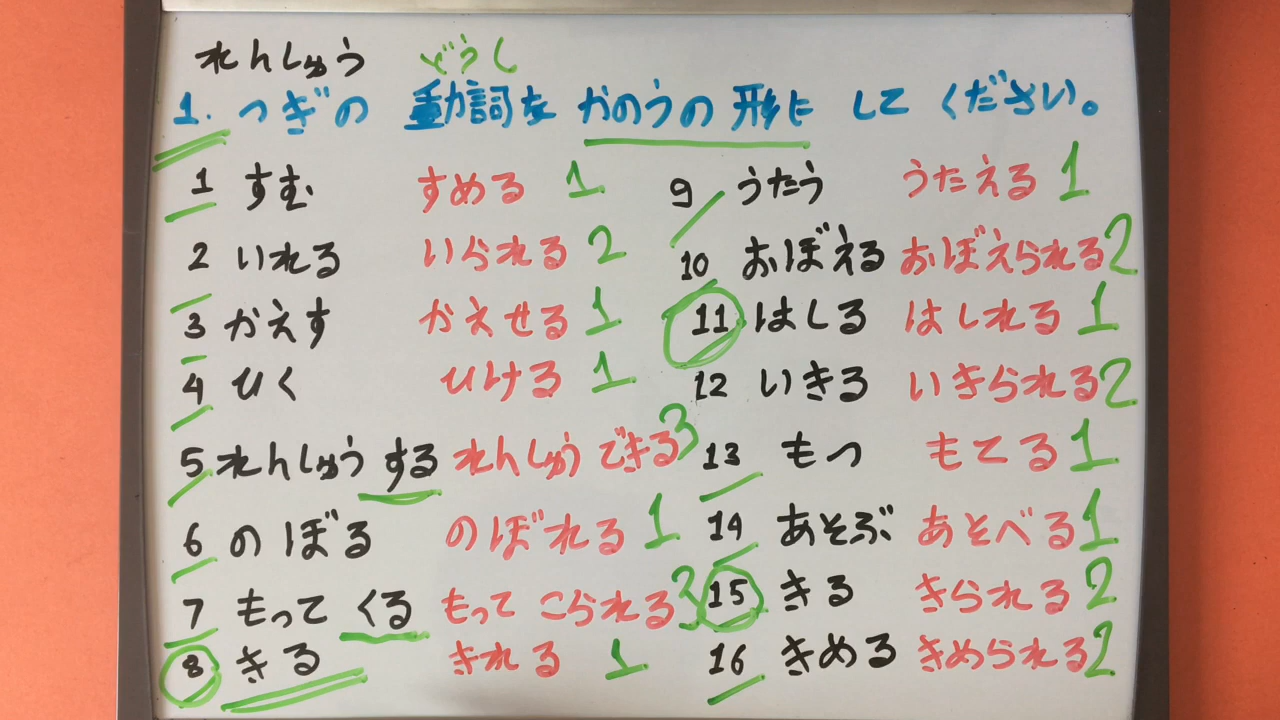 れんしゅう
どうし
1. つぎの 動詞を かのうの 形に して ください。
1 すむ すめる 1
2 いれる いられる 2
3 かえす かえせる 1
4 ひく ひける 1
5 れんしゅう する れんしゅう できる 3
6 のぼる のぼれる 1
7 もって くる もって こられる 3
8 きる きれる 1
9 うたう うたえる 1
10 おぼえる おぼえられる 2
11 はしる はしれる 1
12 いきる いきられる 2
13 もつ もてる 1
14 あそぶ あそべる 1
15 きる きられる 2
16 きめる きめられる 2